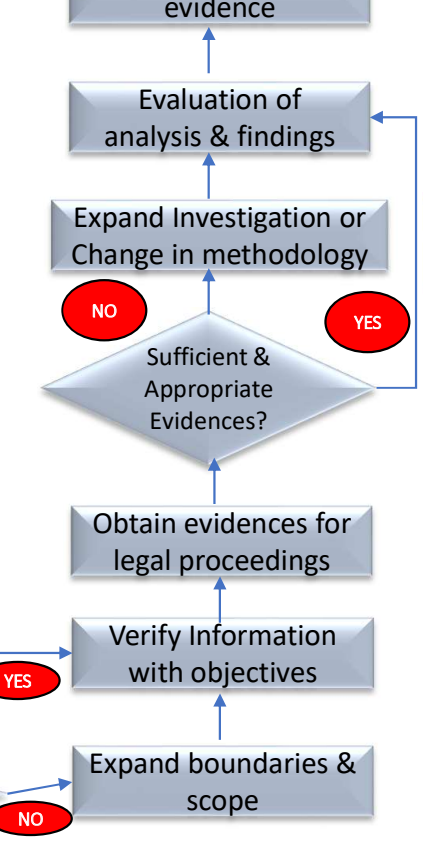 evidence
Evaluation of
analysis & findings
Expand Investigation or
Change in methodology
NO
YES
Sufficient &
Appropriate
Evidences?
Obtain evidences for
legal proceedings
Verify Information
with objectives
YES
Expand boundaries &
scope
NO